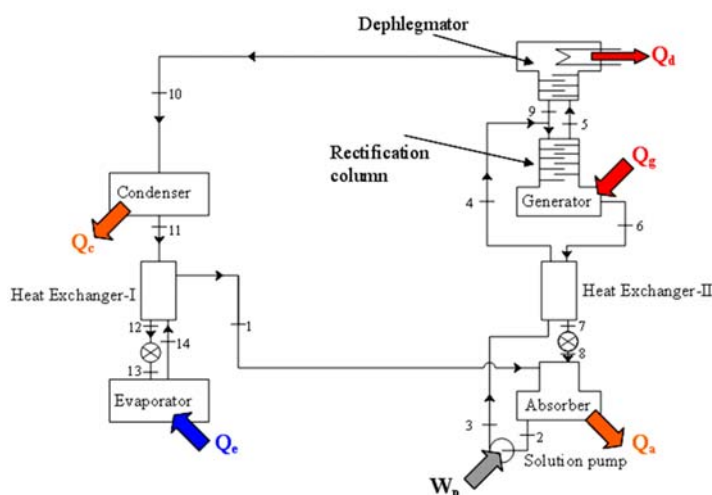 Dephlegmator
Qd
10
9
5
Rectification
column
Qg
4
Condenser
Generator
6
Qc
11
Heat Exchanger-I
Heat Exchanger-II
12
14
1
7
8
13
Evaporator
Absorber
3
2
Qe
Qa
Solution pump
Wp